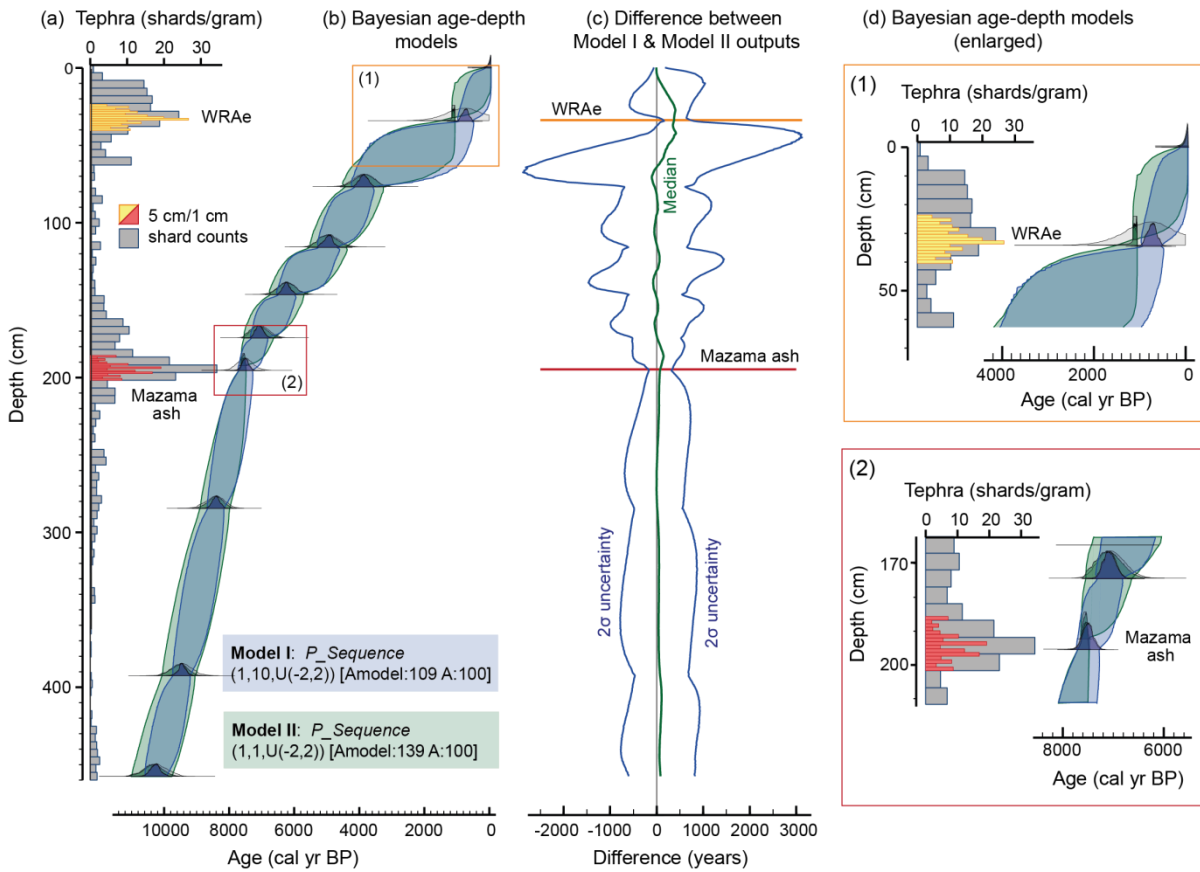 (a) Tephra (shards/gram)
0 10 20 30
(b) Bayesian age-depth
models
(c) Difference between
Model I & Model II outputs
(d) Bayesian age-depth models
(enlarged)
0
100
200
300
400
Depth (cm)
WRAe
5 cm/1 cm
shard counts
Mazama
ash
(1)
(2)
Model I: P_Sequence
(1,10,U(-2,2)) [Amodel:109 A:100]
Model II: P_Sequence
(1,1,U(-2,2)) [Amodel:139 A:100]
10000 8000 6000 4000 2000 0
Age (cal yr BP)
WRAe
Median
Mazama ash
2σ uncertainty
2σ uncertainty
-2000 -1000 0 1000 2000 3000
Difference (years)
(1)
Tephra (shards/gram)
0 10 20 30
0
50
Depth (cm)
WRAe
4000 2000 0
Age (cal yr BP)
(2)
Tephra (shards/gram)
0 10 20 30
170
200
Depth (cm)
Mazama
ash
8000 6000
Age (cal yr BP)